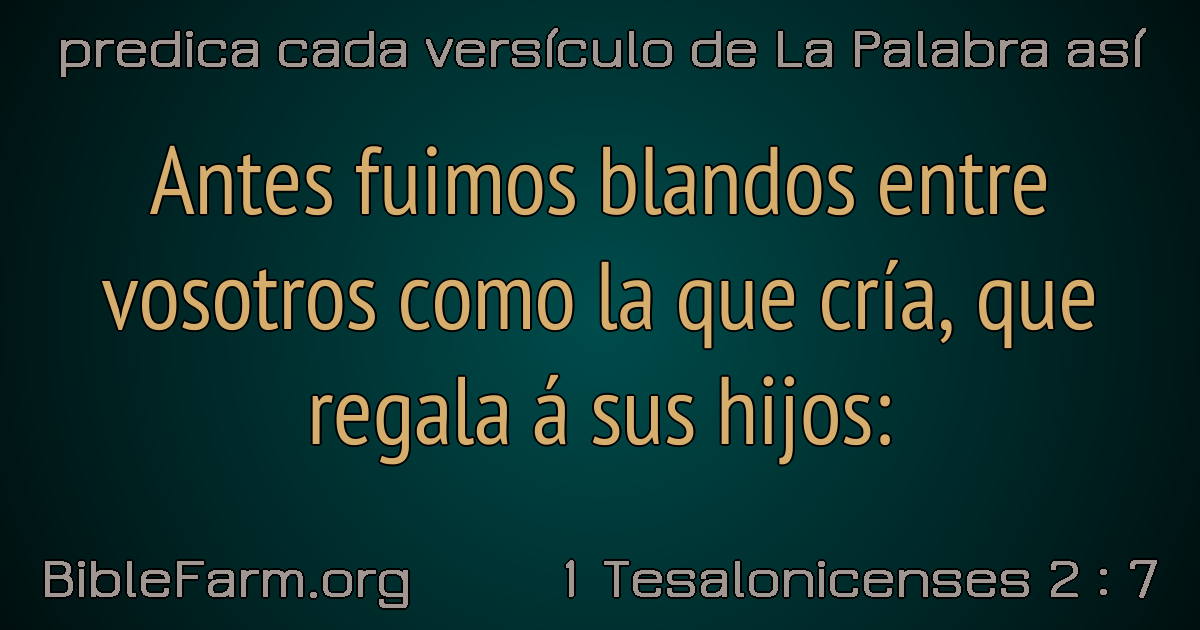 predica cada versículo de La Palabra así
Antes fuimos blandos entre
vosotros como la que cría, que
regala á sus hijos:
BibleFarm.org
1 Tesalonicenses 2 : 7